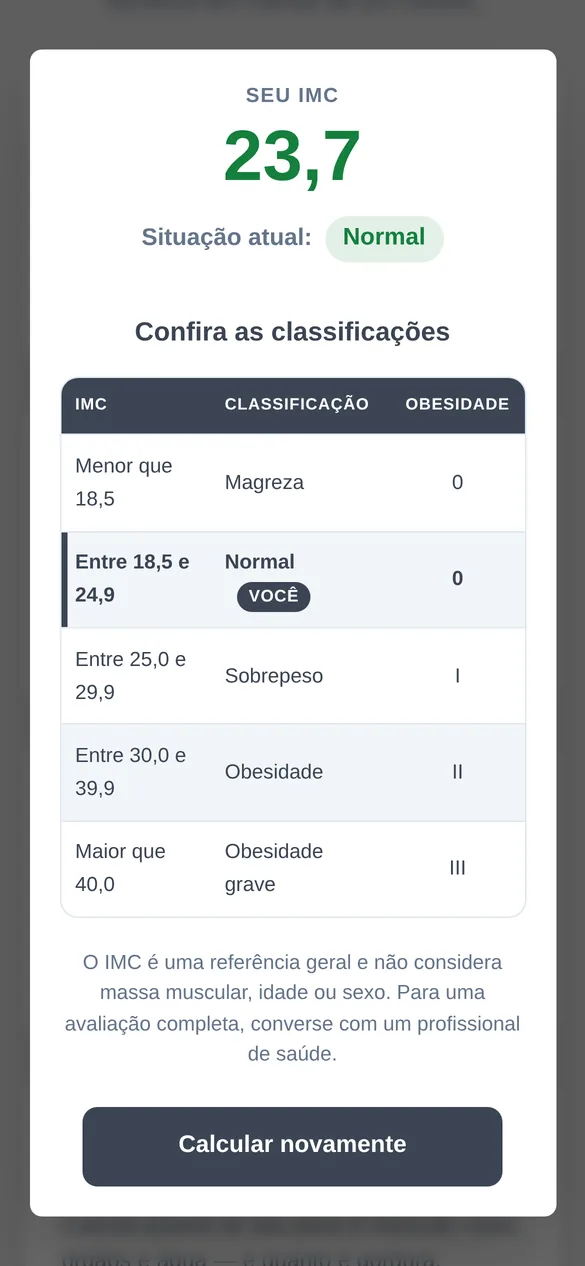 SEU IMC
23,7
Situação atual: Normal
Confira as classificações
IMC CLASSIFICAÇÃO OBESIDADE
Menor que
18,5
Magreza
0
Entre 18,5 e
24,9
Normal
VOCÊ
0
Entre 25,0 e
29,9
Sobrepeso
I
Entre 30,0 e
39,9
Obesidade
II
Maior que
40,0
Obesidade
grave
III
O IMC é uma referência geral e não considera
massa muscular, idade ou sexo. Para uma
avaliação completa, converse com um profissional
de saúde.
Calcular novamente